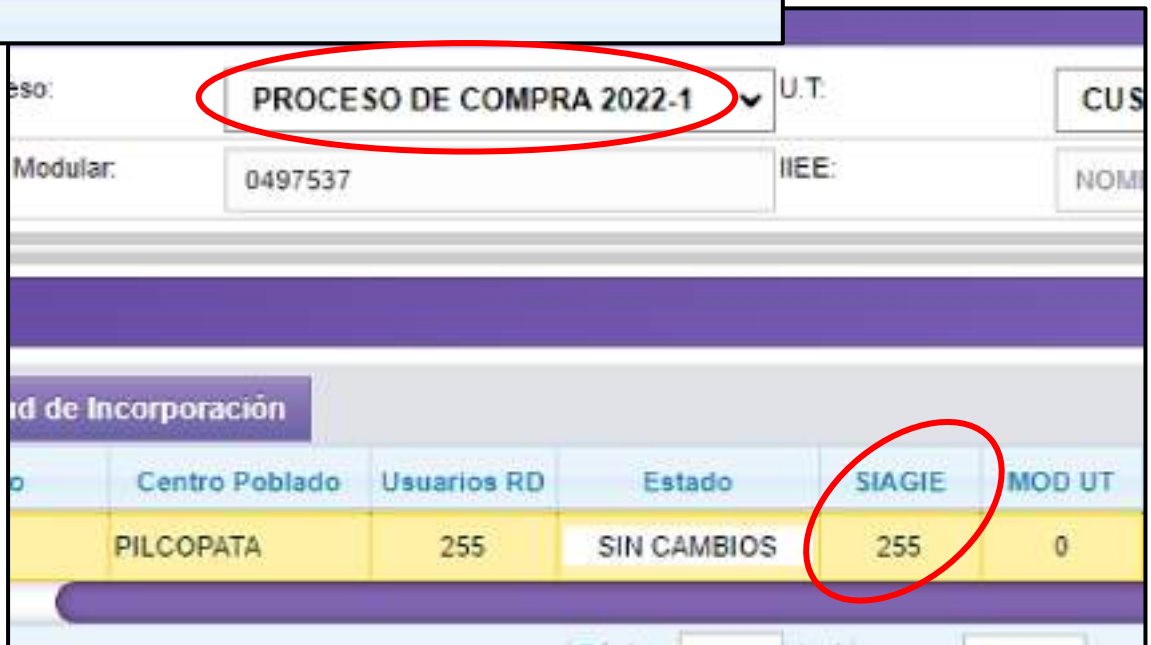 eso: PROCESO DE COMPRA 2022-1 U.T: CUS
Modular: 0497537 IIEE: NOM
ud de Incorporación
o Centro Poblado Usuarios RD Estado SIAGIE MOD UT
PILCOPATA 255 SIN CAMBIOS 255 0